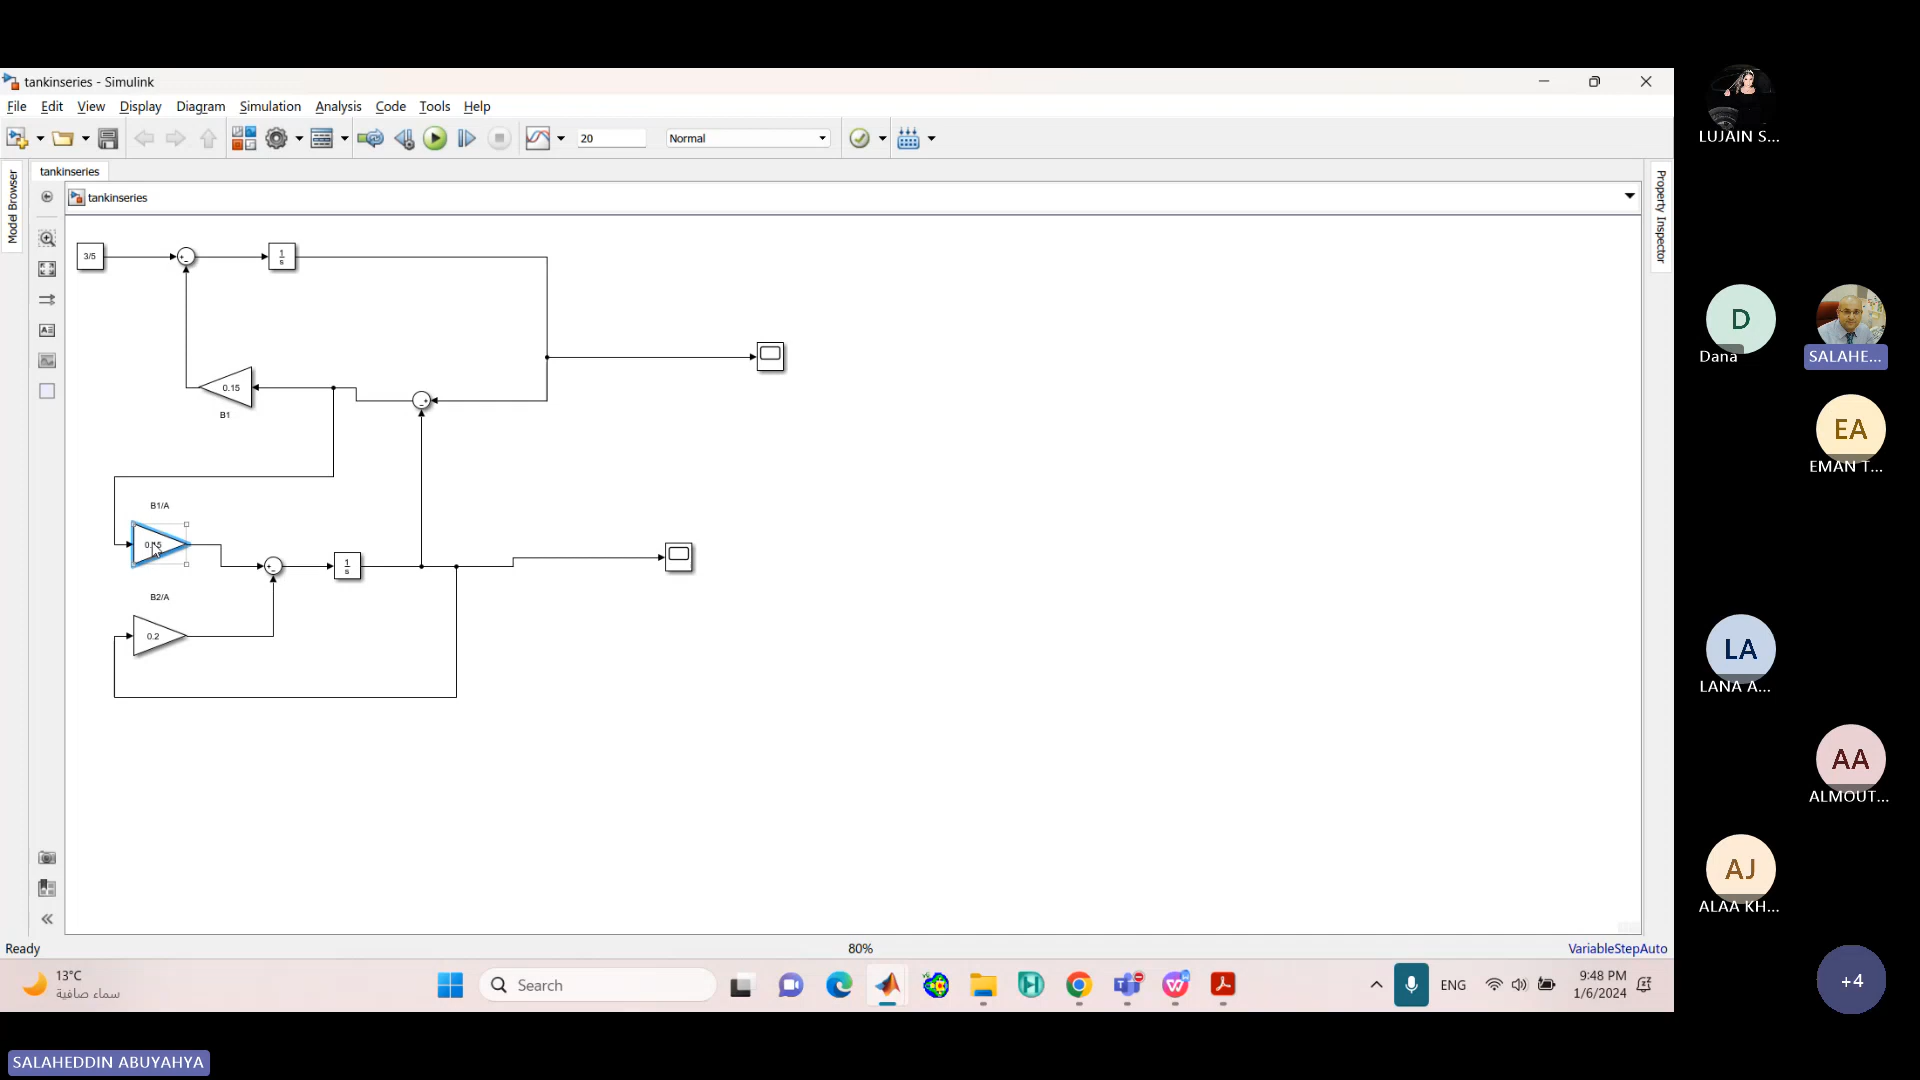 tankinseries - Simulink
File Edit View Display Diagram Simulation Analysis Code Tools Help
20
Normal
Model Browser
tankinseries
tankinseries
Property Inspector
3/5
1
s
0.15
B1
B1/A
0.15
1
s
B2/A
0.2
Ready
80%
VariableStepAuto
13°C
سماء صافية
Search
ENG
9:48 PM
1/6/2024
LUJAIN S...
D
Dana
SALAHE...
EA
EMAN T...
LA
LANA A...
AA
ALMOUT...
AJ
ALAA KH...
+4
SALAHEDDIN ABUYAHYA